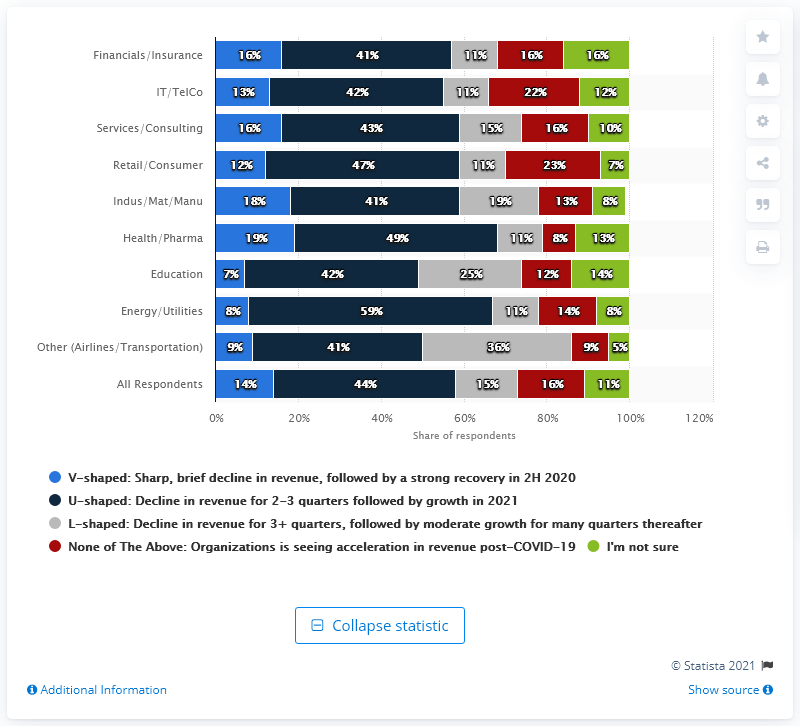 Financials/Insurance 16% 41% 11% 16% 16%
IT/TelCo 13% 42% 11% 22% 12%
Services/Consulting 16% 43% 15% 16% 10%
Retail/Consumer 12% 47% 11% 23% 7%
Indus/Mat/Manu 18% 41% 19% 13% 8%
Health/Pharma 19% 49% 11% 8% 13%
Education 7% 42% 25% 12% 14%
Energy/Utilities 8% 59% 11% 14% 8%
Other (Airlines/Transportation) 9% 41% 36% 9% 5%
All Respondents 14% 44% 15% 16% 11%
0% 20% 40% 60% 80% 100% 120%
Share of respondents
V-shaped: Sharp, brief decline in revenue, followed by a strong recovery in 2H 2020
U-shaped: Decline in revenue for 2-3 quarters followed by growth in 2021
L-shaped: Decline in revenue for 3+ quarters, followed by moderate growth for many quarters thereafter
None of The Above: Organizations is seeing acceleration in revenue post-COVID-19 I'm not sure
Collapse statistic
© Statista 2021
Additional Information Show source